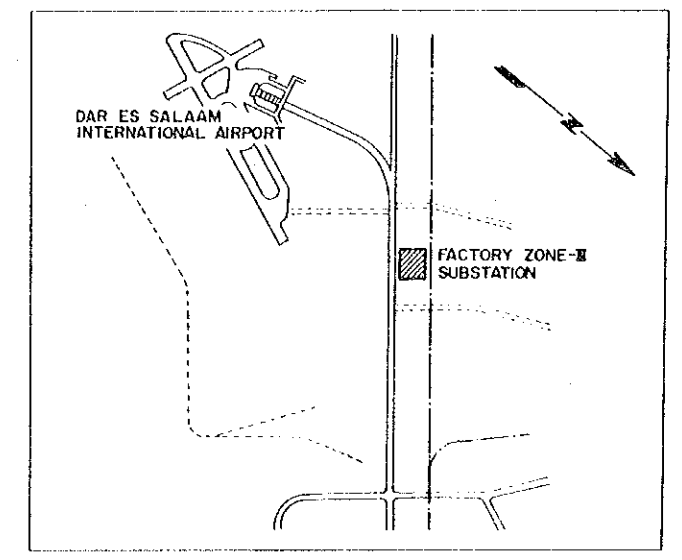 DAR ES SALAAM
INTERNATIONAL AIRPORT
N
FACTORY ZONE-III
SUBSTATION